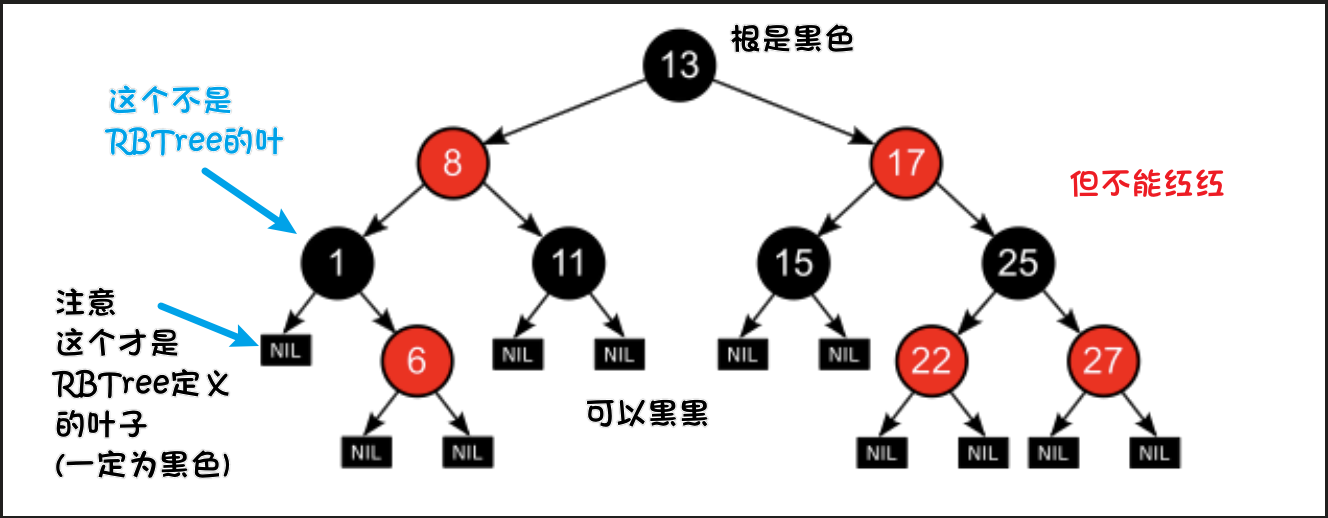 13
根是黑色
这个不是
RBTree的叶
8
17
但不能红红
1
11
15
25
注意
这个才是
RBTree定义
的叶子
(一定为黑色)
NIL
6
NIL
NIL
NIL
NIL
22
27
可以黑黑
NIL
NIL
NIL
NIL
NIL
NIL